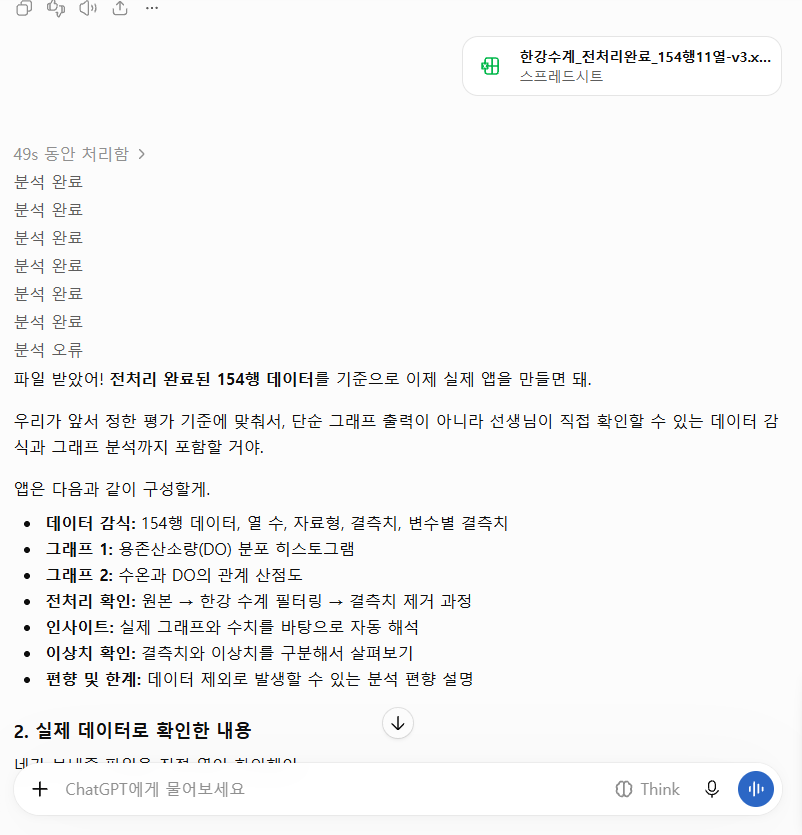 한강수계_전처리완료_154행11열-v3.x...
스프레드시트
49s 동안 처리함
분석 완료
분석 완료
분석 완료
분석 완료
분석 완료
분석 완료
분석 오류
파일 받았어! 전처리 완료된 154행 데이터를 기준으로 이제 실제 앱을 만들면 돼.
우리가 앞서 정한 평가 기준에 맞춰서, 단순 그래프 출력이 아니라 선생님이 직접 확인할 수 있는 데이터 감
식과 그래프 분석까지 포함할 거야.
앱은 다음과 같이 구성할게.
• 데이터 감식: 154행 데이터, 열 수, 자료형, 결측치, 변수별 결측치
• 그래프 1: 용존산소량(DO) 분포 히스토그램
• 그래프 2: 수온과 DO의 관계 산점도
• 전처리 확인: 원본 → 한강 수계 필터링 → 결측치 제거 과정
• 인사이트: 실제 그래프와 수치를 바탕으로 자동 해석
• 이상치 확인: 결측치와 이상치를 구분해서 살펴보기
• 편향 및 한계: 데이터 제외로 발생할 수 있는 분석 편향 설명
2. 실제 데이터로 확인한 내용
ChatGPT에게 물어보세요
Think